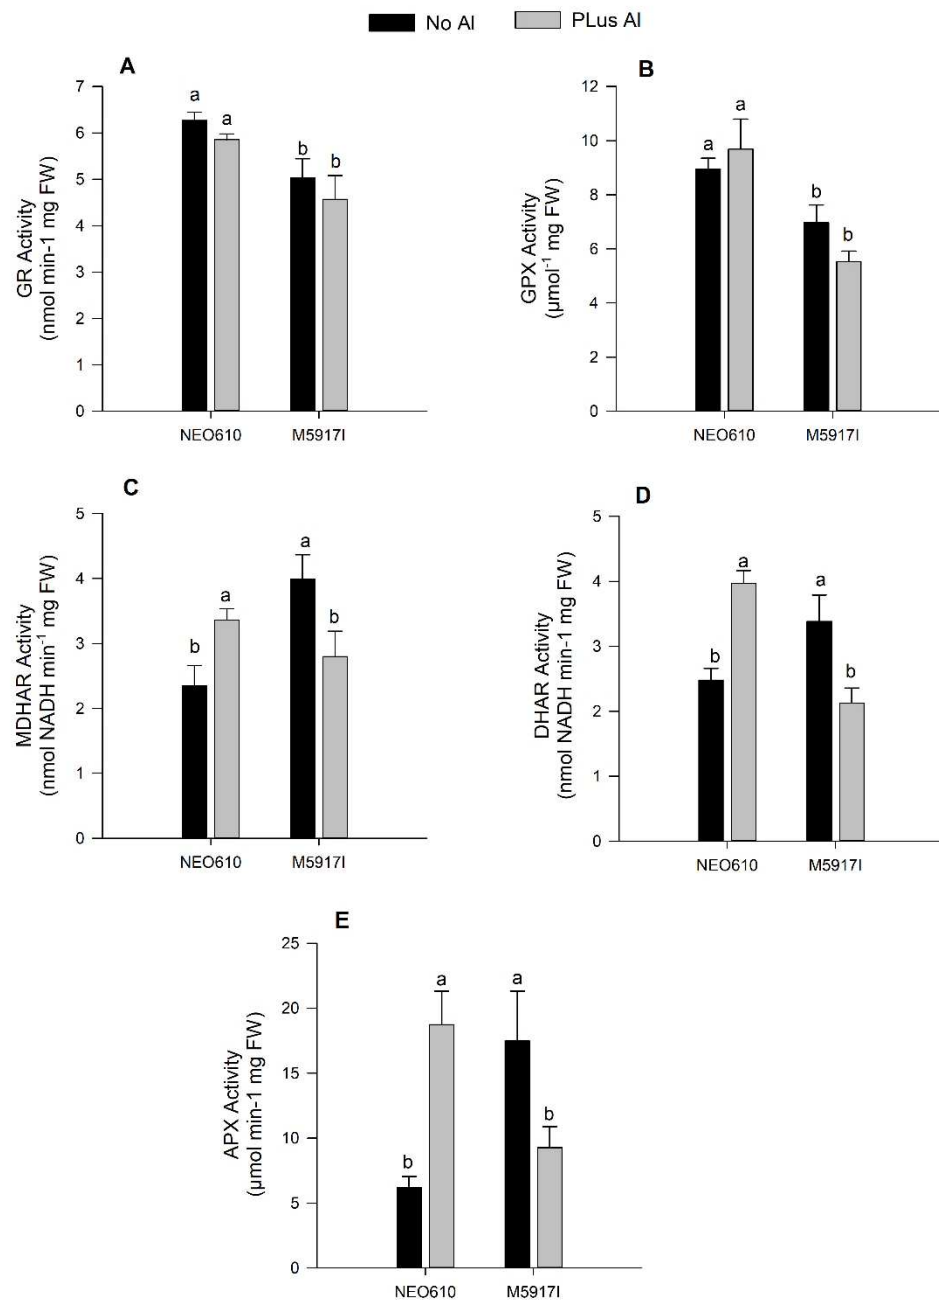 No Al PLus Al
A
7
6
5
4
3
2
1
0
GR Activity
(nmol min-1 mg FW)
a a b b
NEO610 M5917I
B
12
10
8
6
4
2
0
GPX Activity
(µmol-1 mg FW)
a a b b
NEO610 M5917I
C
5
4
3
2
1
0
MDHAR Activity
(nmol NADH min-1 mg FW)
b a a b
NEO610 M5917I
D
5
4
3
2
1
0
DHAR Activity
(nmol NADH min-1 mg FW)
b a a b
NEO610 M5917I
E
25
20
15
10
5
0
APX Activity
(µmol min-1 mg FW)
b a a b
NEO610 M5917I